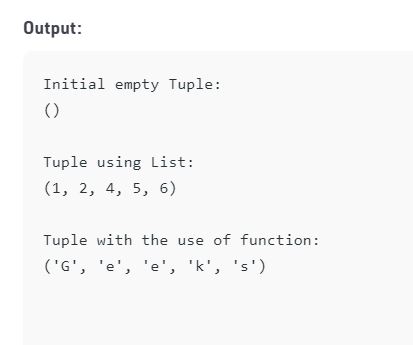 Output:
Initial empty Tuple:
()
Tuple using List:
(1, 2, 4, 5, 6)
Tuple with the use of function:
('G', 'e', 'e', 'k', 's')